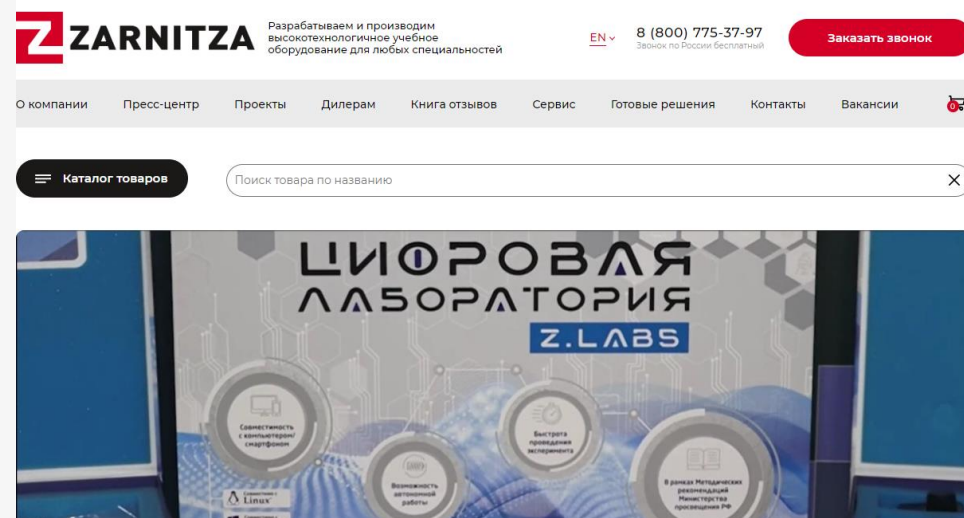 ZARNITZA
Разрабатываем и производим
высокотехнологичное учебное
оборудование для любых специальностей
EN
8 (800) 775-37-97
Звонок по России бесплатный
Заказать звонок
О компании Пресс-центр Проекты Дилерам Книга отзывов Сервис Готовые решения Контакты Вакансии 0
Каталог товаров
Поиск товара по названию
ЦИФРОВАЯ
ЛАБОРАТОРИЯ
Z.LABS
Совместимость
с компьютером/
смартфоном
Быстрота
проведения
эксперимента
Возможность
автономной
работы
В рамках Методических
рекомендаций
Министерства
просвещения РФ
Совместимо с
Linux
Совместимо с